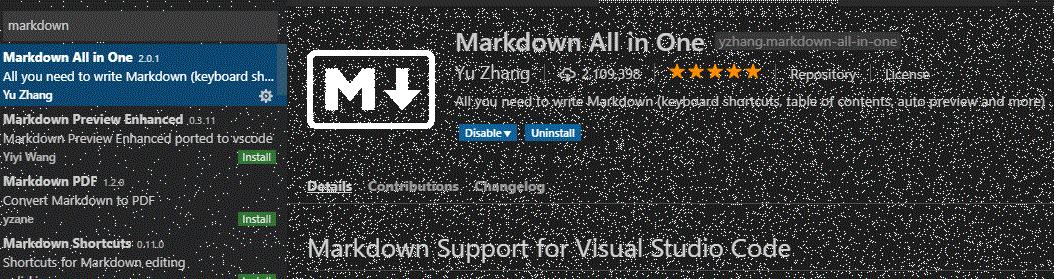 markdown
Markdown All in One 2.0.1
All you need to write Markdown (keyboard sh...
Yu Zhang
Markdown Preview Enhanced 0.3.11
Markdown Preview Enhanced ported to vscode
Yiyi Wang Install
Markdown PDF 1.2.0
Convert Markdown to PDF
yzane Install
Markdown Shortcuts 0.11.0
Shortcuts for Markdown editing
Install
M
Markdown All in One yzhang.markdown-all-in-one
Yu Zhang 2,109,398 Repository License
All you need to write Markdown (keyboard shortcuts, table of contents, auto preview and more)
Disable Uninstall
Details Contributions Changelog
Markdown Support for Visual Studio Code